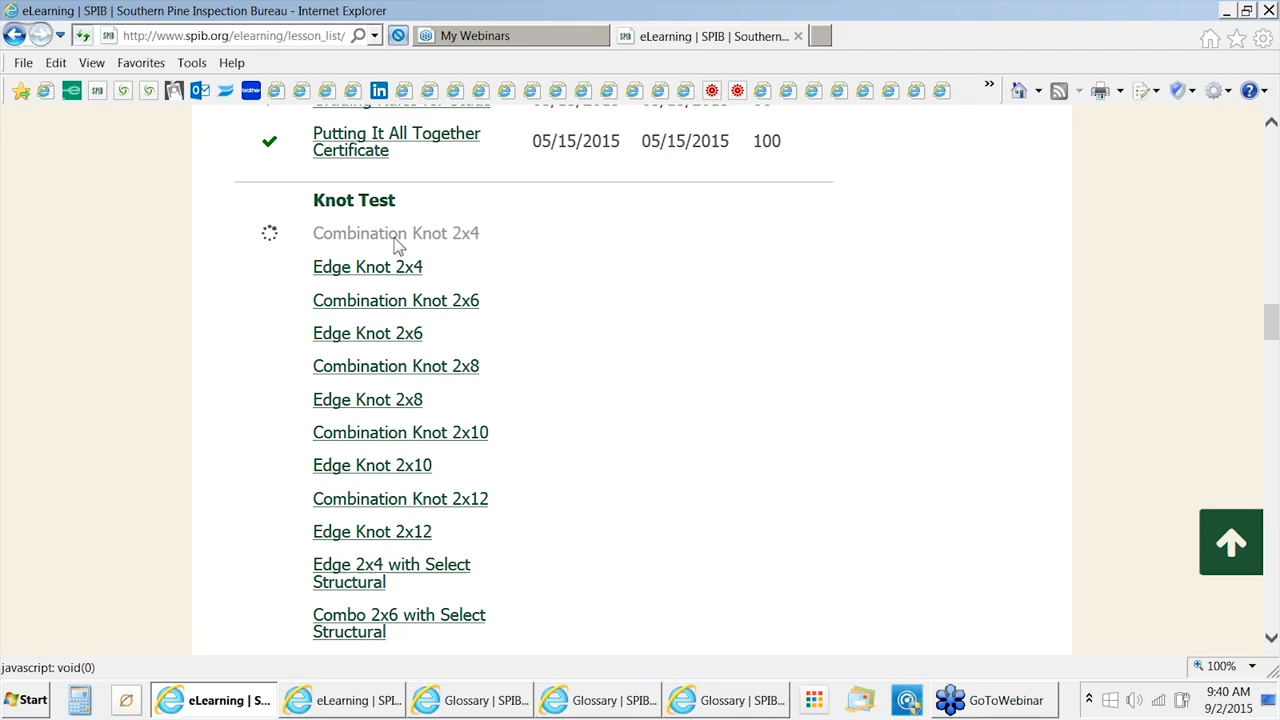 eLearning | SPIB | Southern Pine Inspection Bureau - Internet Explorer
http://www.spib.org/elearning/lesson_list/
My Webinars
eLearning | SPIB | Southern...
File Edit View Favorites Tools Help
Putting It All Together
Certificate
05/15/2015 05/15/2015 100
Knot Test
Combination Knot 2x4
Edge Knot 2x4
Combination Knot 2x6
Edge Knot 2x6
Combination Knot 2x8
Edge Knot 2x8
Combination Knot 2x10
Edge Knot 2x10
Combination Knot 2x12
Edge Knot 2x12
Edge 2x4 with Select
Structural
Combo 2x6 with Select
Structural
javascript: void(0)
100%
Start
eLearning | S...
eLearning | SPI...
Glossary | SPIB...
Glossary | SPIB...
Glossary | SPIB...
GoToWebinar
9:40 AM
9/2/2015